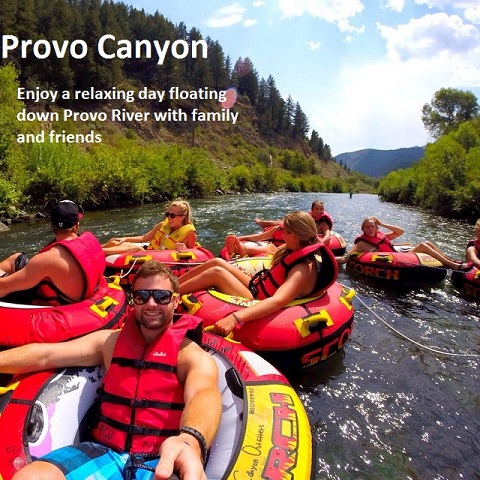 Provo Canyon
Enjoy a relaxing day floating
down Provo River with family
and friends